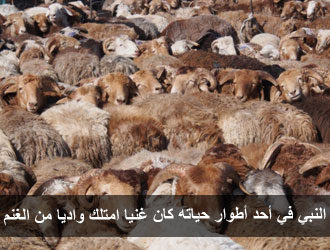 النبي في أحد أطوار حياته كان غنيا امتلك واديا من الغنم